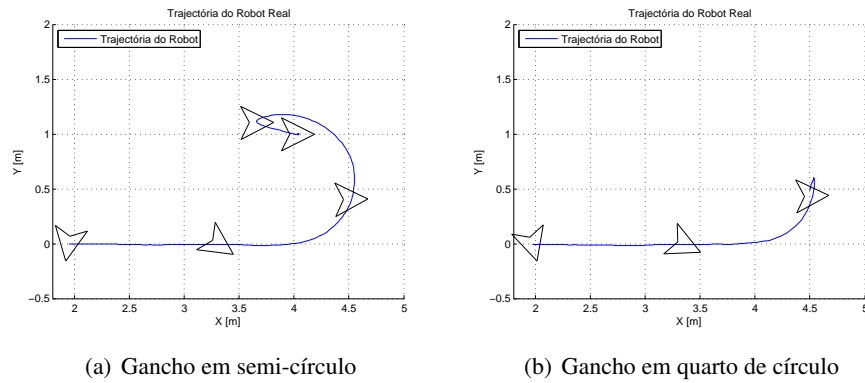 Trajectória do Robot Real
Trajectória do Robot
2
1.5
1
0.5
0
−0.5
Y [m]
2
2.5
3
3.5
4
4.5
5
X [m]
(a) Gancho em semi-círculo
Trajectória do Robot Real
Trajectória do Robot
2
1.5
1
0.5
0
−0.5
Y [m]
2
2.5
3
3.5
4
4.5
5
X [m]
(b) Gancho em quarto de círculo